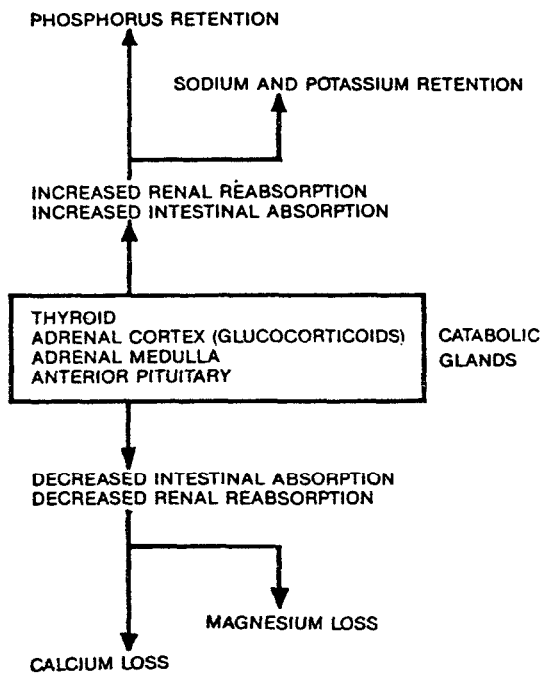 PHOSPHORUS RETENTION
SODIUM AND POTASSIUM RETENTION
INCREASED RENAL REABSORPTION
INCREASED INTESTINAL ABSORPTION
THYROID
ADRENAL CORTEX (GLUCOCORTICOIDS)
ADRENAL MEDULLA
ANTERIOR PITUITARY
CATABOLIC
GLANDS
DECREASED INTESTINAL ABSORPTION
DECREASED RENAL REABSORPTION
MAGNESIUM LOSS
CALCIUM LOSS